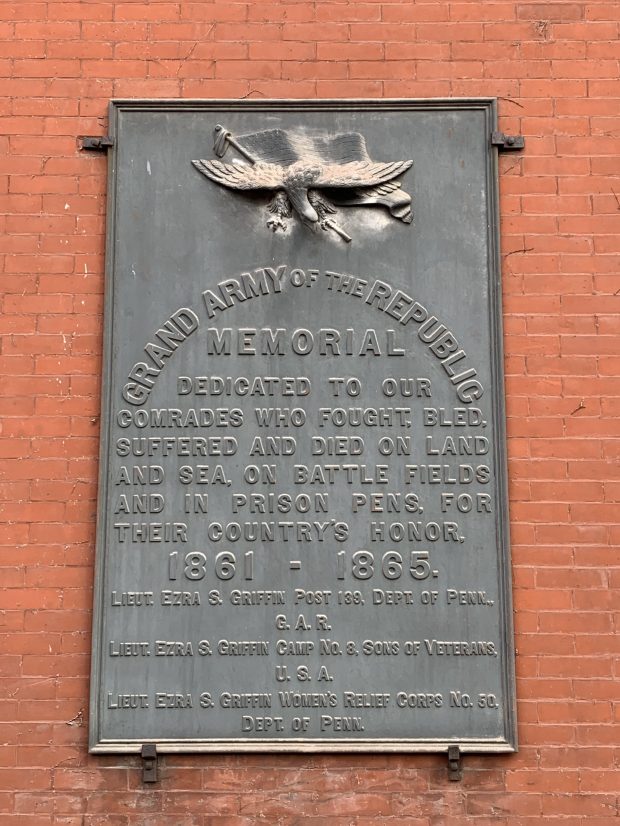 GRAND ARMY OF THE REPUBLIC
MEMORIAL
DEDICATED TO OUR
COMRADES WHO FOUGHT, BLED,
SUFFERED AND DIED ON LAND
AND SEA, ON BATTLE FIELDS
AND IN PRISON PENS, FOR
THEIR COUNTRY'S HONOR,
1861 - 1865.
LIEUT. EZRA S. GRIFFIN POST 139, DEPT. OF PENN.,
G.A.R.
LIEUT. EZRA S. GRIFFIN CAMP NO. 8, SONS OF VETERANS,
U.S.A.
LIEUT. EZRA S. GRIFFIN WOMEN'S RELIEF CORPS NO. 50,
DEPT. OF PENN.